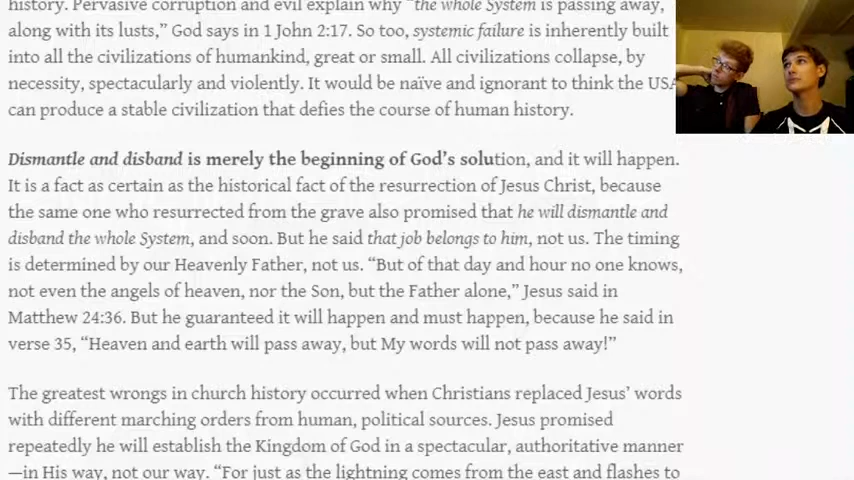 history. Pervasive corruption and evil explain why “the whole System is passing away,
along with its lusts,” God says in 1 John 2:17. So too, systemic failure is inherently built
into all the civilizations of humankind, great or small. All civilizations collapse, by
necessity, spectacularly and violently. It would be naïve and ignorant to think the USA
can produce a stable civilization that defies the course of human history.
Dismantle and disband is merely the beginning of God’s solution, and it will happen.
It is a fact as certain as the historical fact of the resurrection of Jesus Christ, because
the same one who resurrected from the grave also promised that he will dismantle and
disband the whole System, and soon. But he said that job belongs to him, not us. The timing
is determined by our Heavenly Father, not us. “But of that day and hour no one knows,
not even the angels of heaven, nor the Son, but the Father alone,” Jesus said in
Matthew 24:36. But he guaranteed it will happen and must happen, because he said in
verse 35, “Heaven and earth will pass away, but My words will not pass away!”
The greatest wrongs in church history occurred when Christians replaced Jesus’ words
with different marching orders from human, political sources. Jesus promised
repeatedly he will establish the Kingdom of God in a spectacular, authoritative manner
—in His way, not our way. “For just as the lightning comes from the east and flashes to